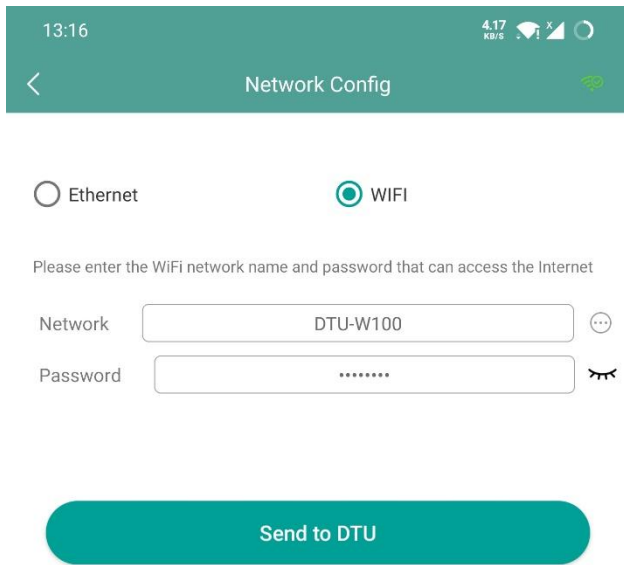 13:16
4.17
KB/S
X
Network Config
Ethernet
WIFI
Please enter the WiFi network name and password that can access the Internet
Network
DTU-W100
Password
••••••••
Send to DTU